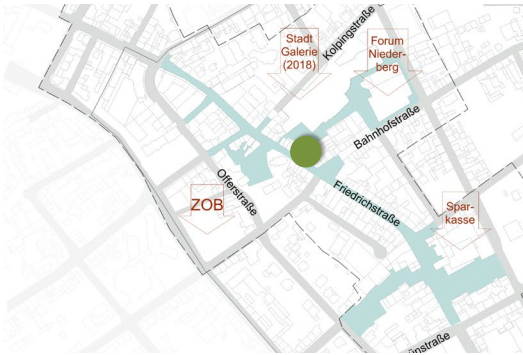 Kolpingstraße
Stadt
Galerie
(2018)
Forum
Nieder-
berg
Bahnhofstraße
Offerstraße
ZOB
Friedrichstraße
Spar-
kasse